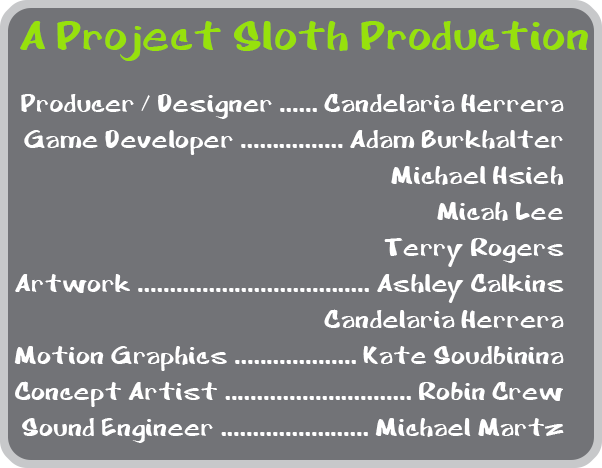 A Project Sloth Production
Producer / Designer ...... Candelaria Herrera
Game Developer ................ Adam Burkhalter
Michael Hsieh
Micah Lee
Terry Rogers
Artwork .................................... Ashley Calkins
Candelaria Herrera
Motion Graphics ................... Kate Soudbinina
Concept Artist ............................. Robin Crew
Sound Engineer ....................... Michael Martz